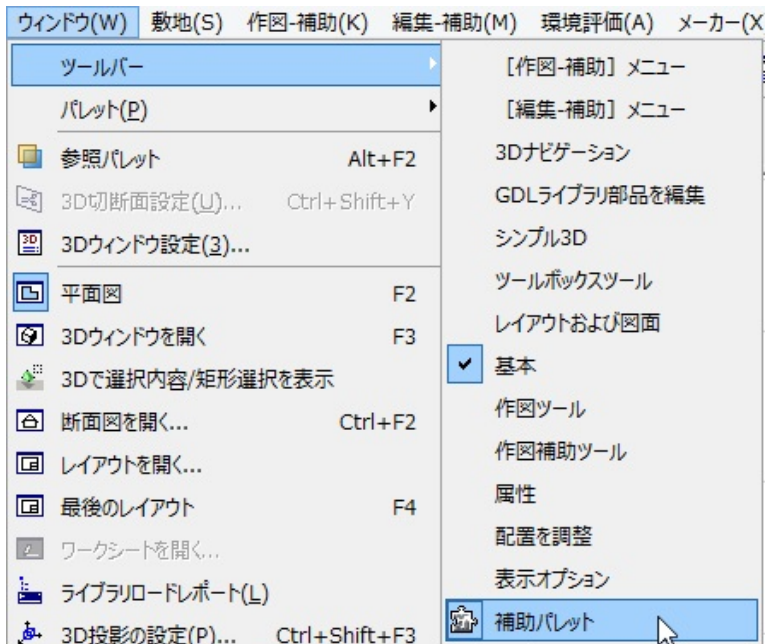 ウィンドウ(W) 敷地(S) 作図-補助(K) 編集-補助(M) 環境評価(A) メーカー(X
ツールバー
パレット(P)
参照パレット Alt+F2
3D切断面設定(U)... Ctrl+Shift+Y
3Dウィンドウ設定(3)...
平面図 F2
3Dウィンドウを開く F3
3Dで選択内容/矩形選択を表示
断面図を開く... Ctrl+F2
レイアウトを開く...
最後のレイアウト F4
ワークシートを開く...
ライブラリロードレポート(L)
3D投影の設定(P)... Ctrl+Shift+F3
[作図-補助] メニュー
[編集-補助] メニュー
3Dナビゲーション
GDLライブラリ部品を編集
シンプル3D
ツールボックスツール
レイアウトおよび図面
基本
作図ツール
作図補助ツール
属性
配置を調整
表示オプション
補助パレット